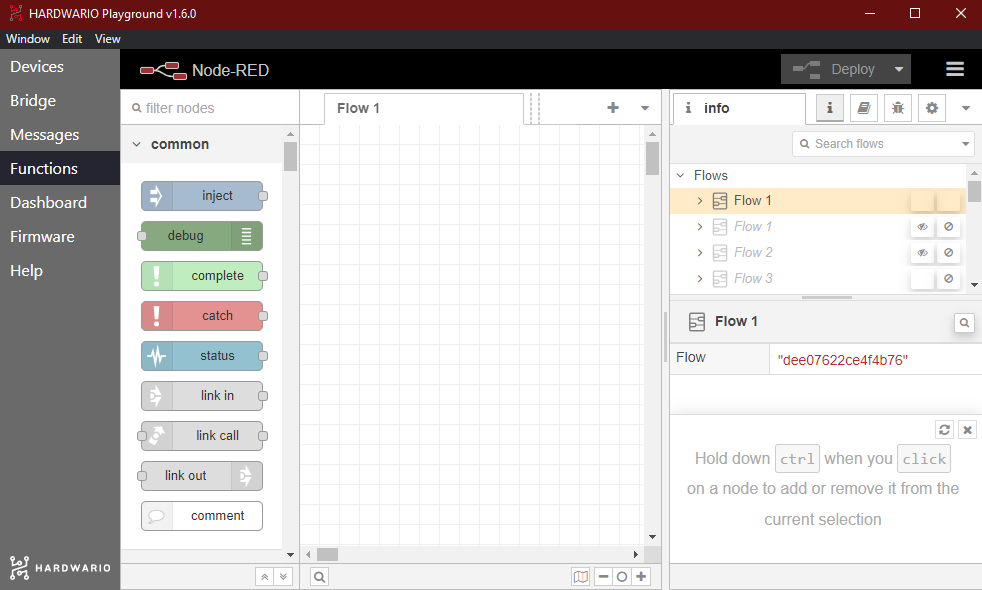 HARDWARIO Playground v1.6.0
Window Edit View
Devices
Bridge
Messages
Functions
Dashboard
Firmware
Help
HARDWARIO
Node-RED
Deploy
filter nodes
common
inject
debug
complete
catch
status
link in
link call
link out
comment
Flow 1
info
Search flows
Flows
Flow 1
Flow 1
Flow 2
Flow 3
Flow 1
Flow "dee07622ce4f4b76"
Hold down ctrl when you click
on a node to add or remove it from the
current selection